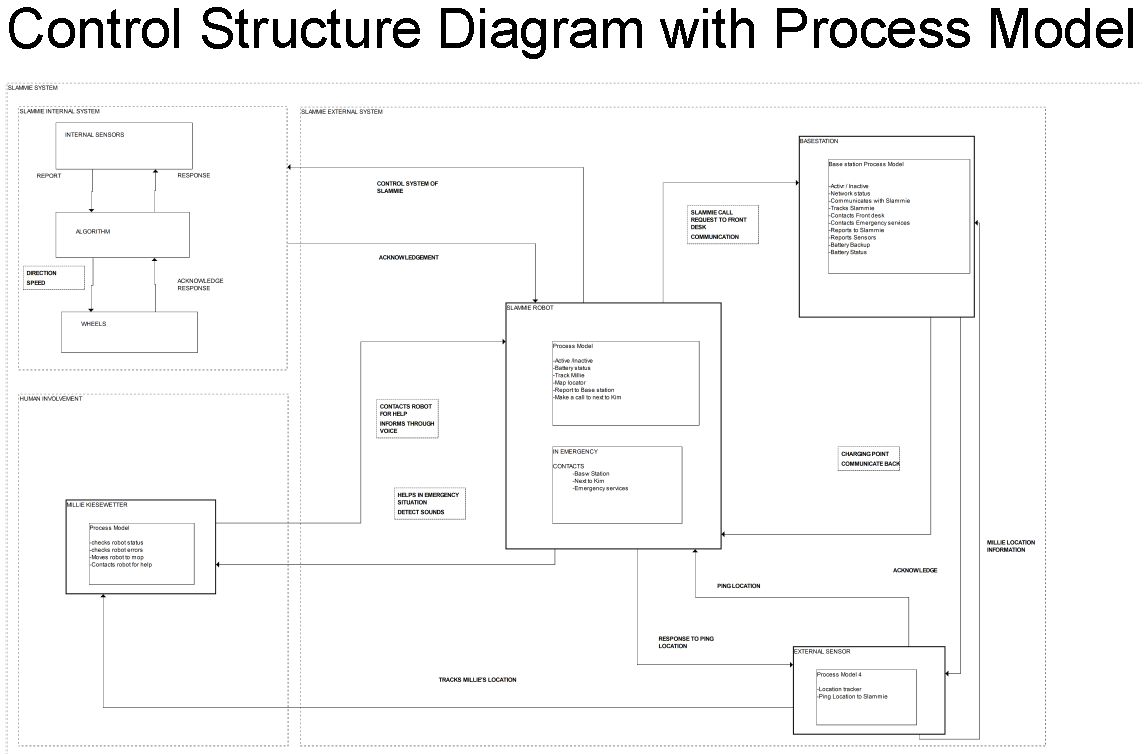 Control Structure Diagram with Process Model
SLAMMIE SYSTEM
SLAMMIE INTERNAL SYSTEM
INTERNAL SENSORS
REPORT
RESPONSE
ALGORITHM
DIRECTION
SPEED
ACKNOWLEDGE
RESPONSE
WHEELS
SLAMMIE EXTERNAL SYSTEM
CONTROL SYSTEM OF
SLAMMIE
ACKNOWLEDGEMENT
SLAMMIE CALL
REQUEST TO FRONT
DESK
COMMUNICATION
BASESTATION
Base station Process Model
-Activr / Inactive
-Network status
-Communicates with Slammie
-Tracks Slammie
-Contacts Front desk
-Contacts Emergency services
-Reports to Slammie
-Reports Sensors
-Battery Backup
-Battery Status
SLAMMIE ROBOT
Process Model
-Active /Inactive
-Battery status
-Track Millie
-Map locator
-Report to Base station
-Make a call to next to Kim
IN EMERGENCY
CONTACTS
-Basw Station
-Next to Kim
-Emergency services
HUMAN INVOLVEMENT
CONTACTS ROBOT
FOR HELP
INFORMS THROUGH
VOICE
HELPS IN EMERGENCY
SITUATION
DETECT SOUNDS
MILLIE KIESEWETTER
Process Model
-checks robot status
-checks robot errors
-Moves robot to mop
-Contacts robot for help
CHARGING POINT
COMMUNICATE BACK
MILLIE LOCATION
INFORMATION
ACKNOWLEDGE
PING LOCATION
RESPONSE TO PING
LOCATION
TRACKS MILLIE'S LOCATION
EXTERNAL SENSOR
Process Model 4
-Location tracker
-Ping Location to Slammie